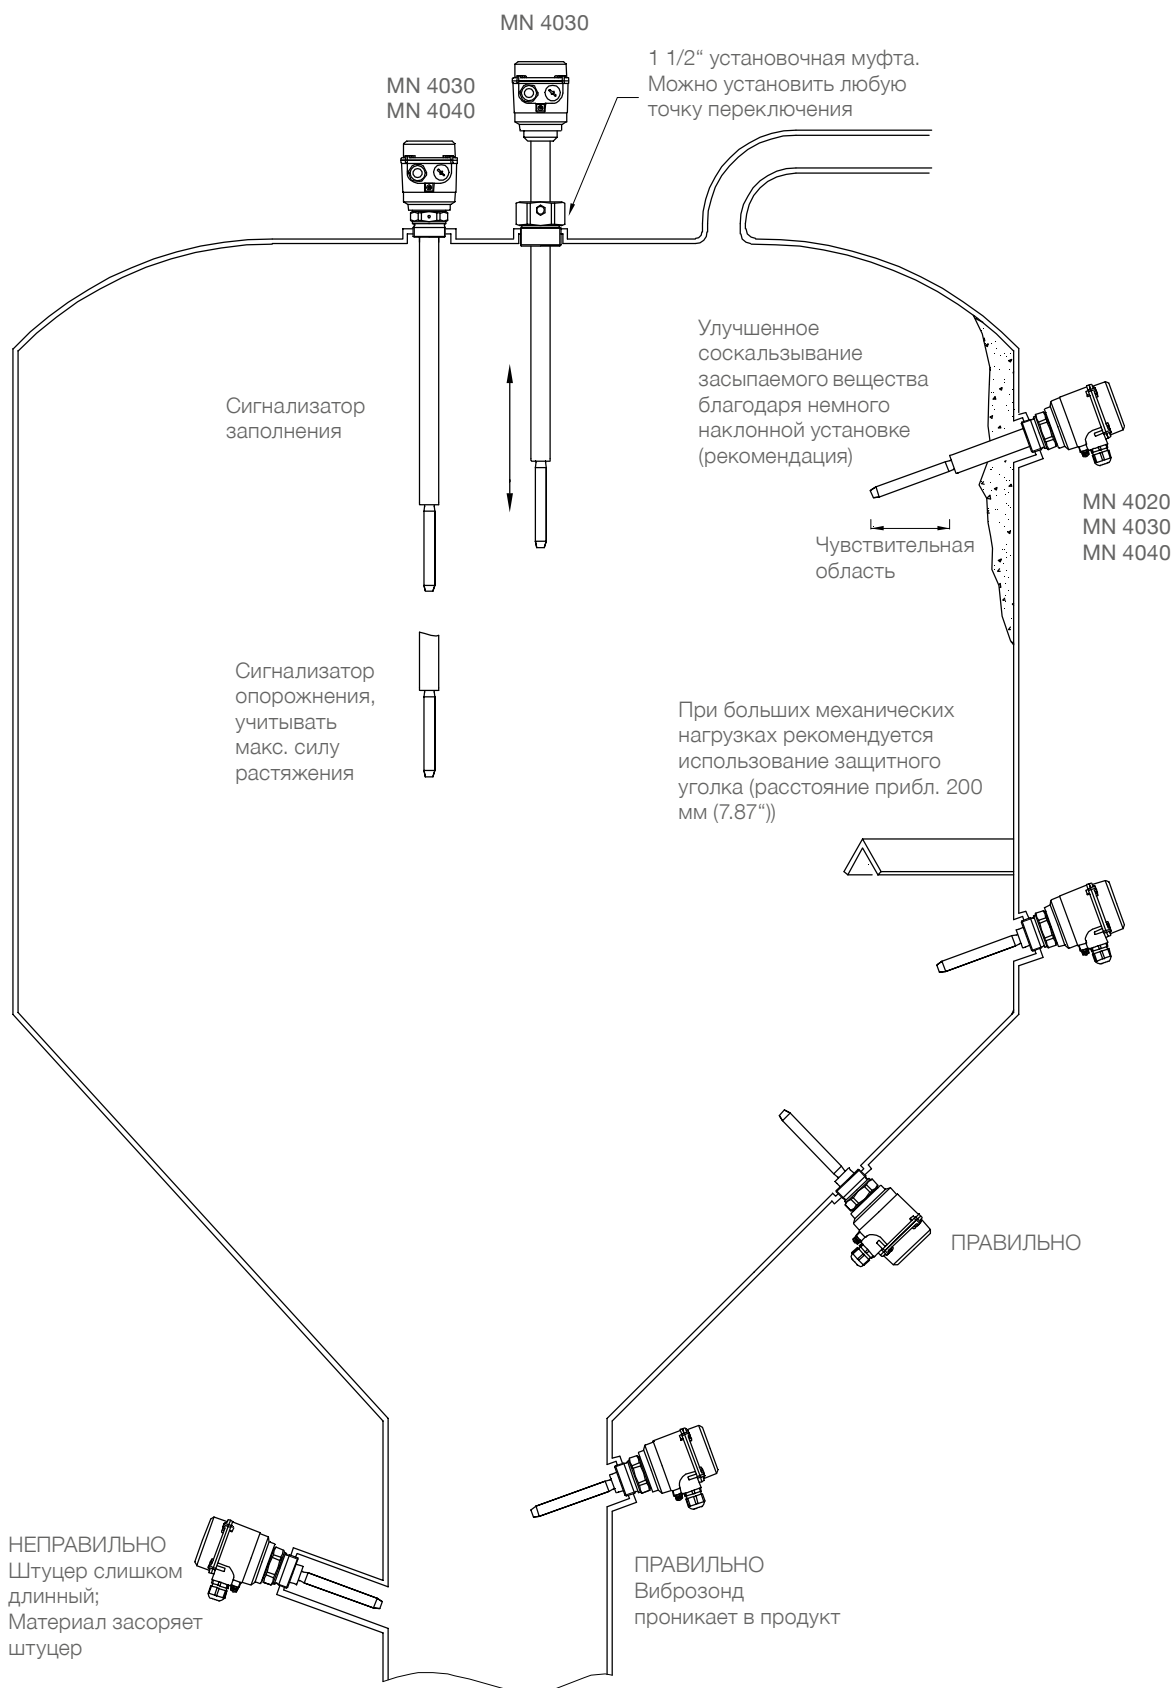 MN 4030
1 1/2“ установочная муфта.
Можно установить любую
точку переключения
MN 4030
MN 4040
Улучшенное
соскальзывание
засыпаемого вещества
благодаря немного
наклонной установке
(рекомендация)
Сигнализатор
заполнения
MN 4020
MN 4030
MN 4040
Чувствительная
область
Сигнализатор
опорожнения,
учитывать
макс. силу
растяжения
При больших механических
нагрузках рекомендуется
использование защитного
уголка (расстояние прибл. 200
мм (7.87“))
ПРАВИЛЬНО
НЕПРАВИЛЬНО
Штуцер слишком
длинный;
Материал засоряет
штуцер
ПРАВИЛЬНО
Виброзонд
проникает в продукт